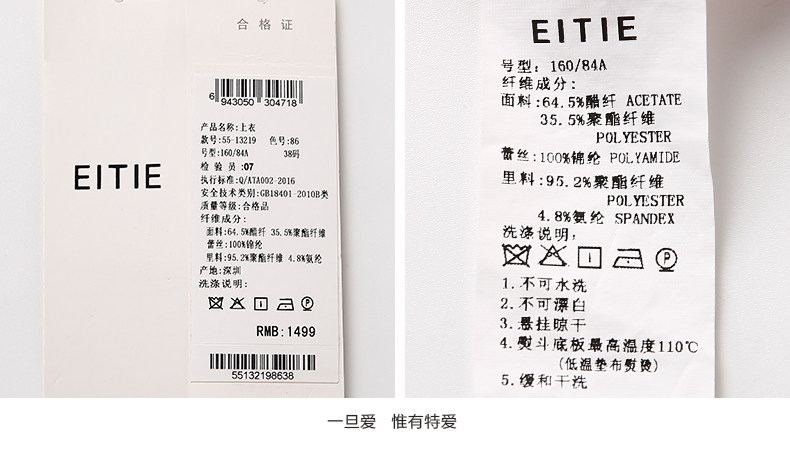 EITIE
合格证
6 943050 304718
产品名称:上衣
款号:55-13219 色号:86
号型:160/84A 38码
检验员:07
执行标准:Q/ATA002-2016
安全技术类别:GB18401-2010B类
质量等级:合格品
纤维成分:
面料:64.5%醋纤 35.5%聚酯纤维
蕾丝:100%锦纶
里料:95.2%聚酯纤维 4.8%氨纶
产地:深圳
洗涤说明:
P
RMB:1499
55132198638
EITIE
号型: 160/84A
纤维成分:
面料:64.5%醋纤 ACETATE
35.5%聚酯纤维
POLYESTER
蕾丝:100%锦纶 POLYAMIDE
里料:95.2%聚酯纤维
POLYESTER
4.8%氨纶 SPANDEX
洗涤说明:
P
1.不可水洗
2.不可漂白
3.悬挂晾干
4.熨斗底板最高温度110℃
(低温垫布熨烫)
5.缓和干洗
一旦爱 惟有特爱